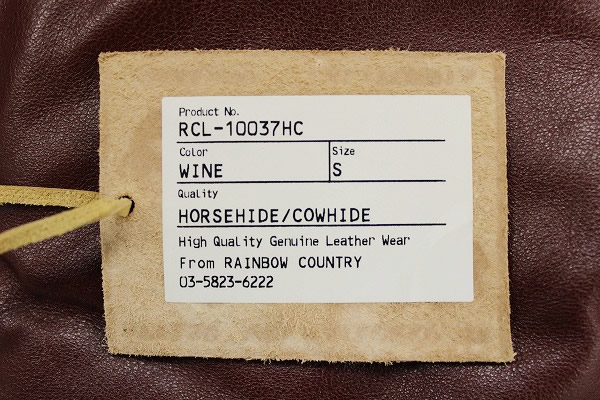 Product No.
RCL-10037HC
Color Size
WINE S
Quality
HORSEHIDE/COWHIDE
High Quality Genuine Leather Wear
From RAINBOW COUNTRY
03-5823-6222